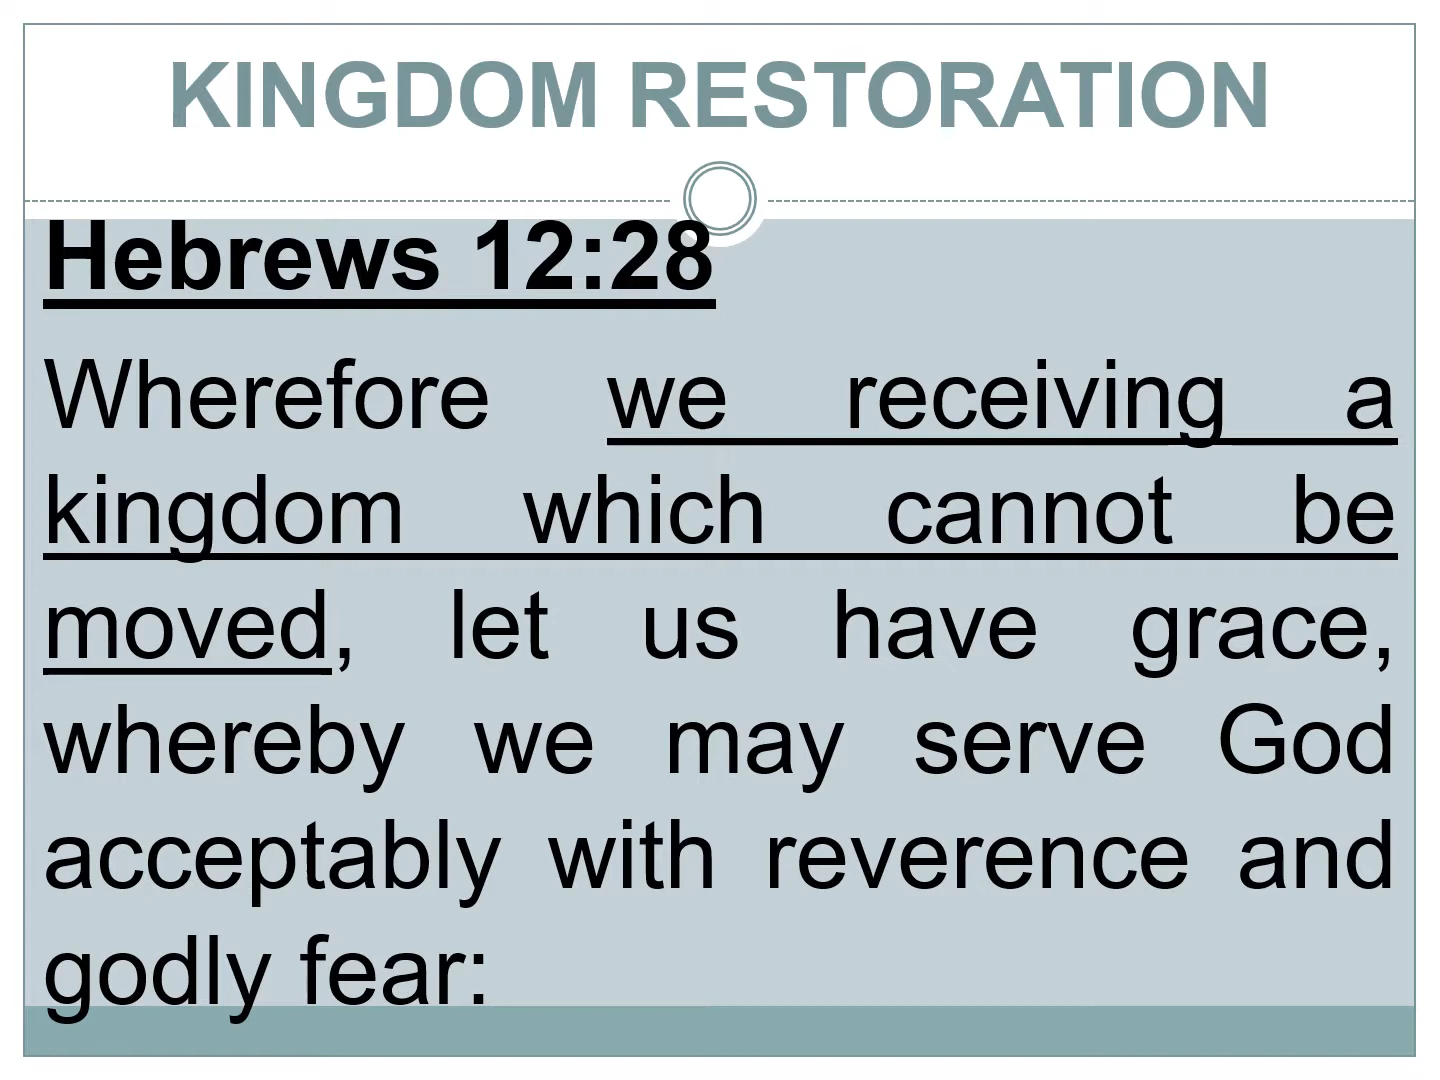 KINGDOM RESTORATION
Hebrews 12:28
Wherefore we receiving a
kingdom which cannot be
moved, let us have grace,
whereby we may serve God
acceptably with reverence and
godly fear: